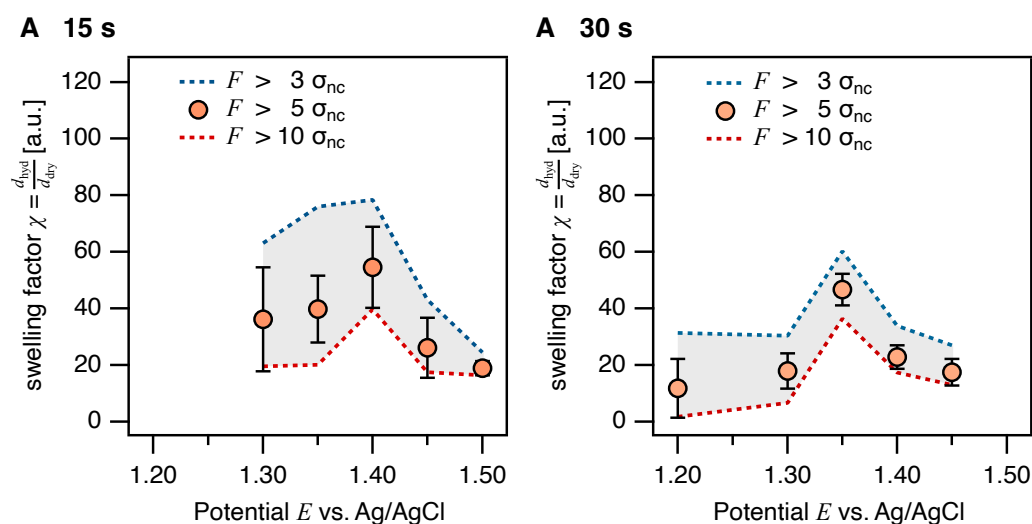 A 15 s
120
100
80
60
40
20
0
swelling factor χ = d_hyd/d_dry [a.u.]
F > 3 σ_nc
F > 5 σ_nc
F > 10 σ_nc
1.20 1.30 1.40 1.50
Potential E vs. Ag/AgCl
A 30 s
120
100
80
60
40
20
0
swelling factor χ = d_hyd/d_dry [a.u.]
F > 3 σ_nc
F > 5 σ_nc
F > 10 σ_nc
1.20 1.30 1.40 1.50
Potential E vs. Ag/AgCl